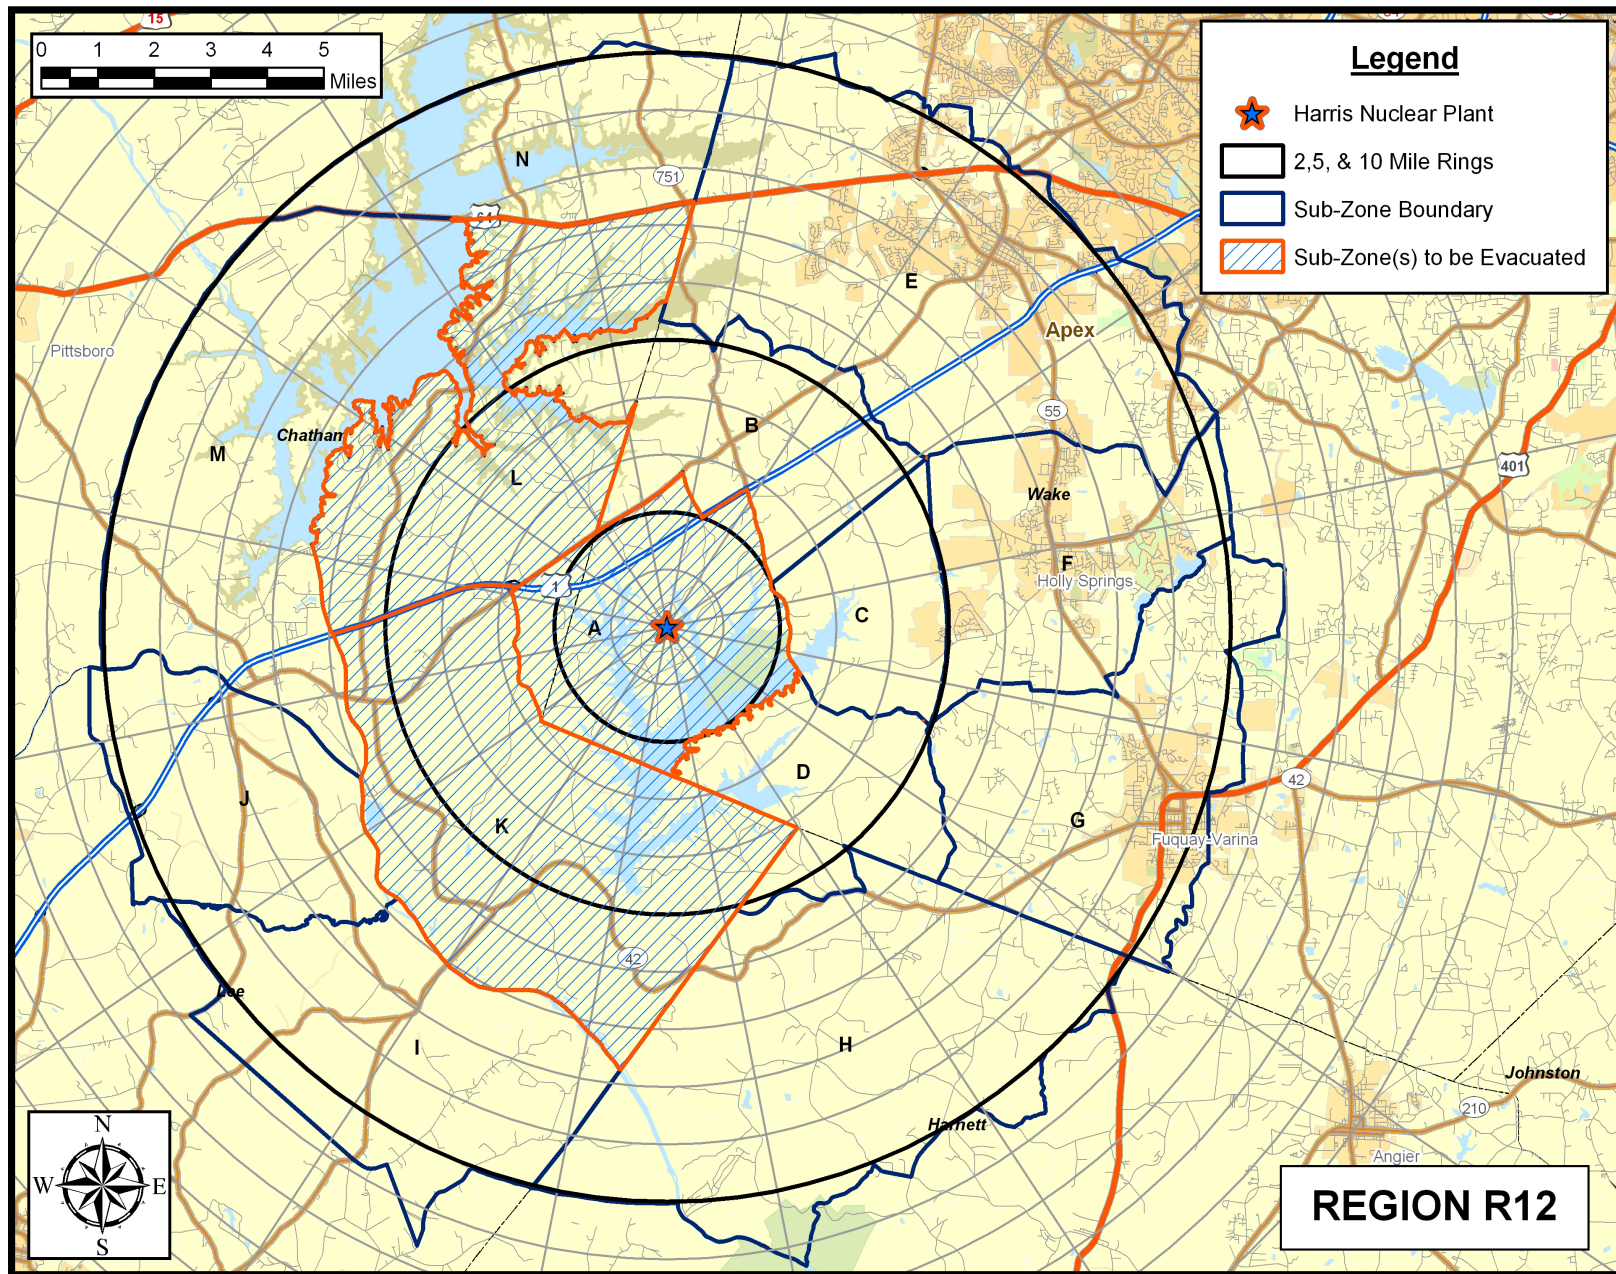 15
0 1 2 3 4 5
Miles
Legend
Harris Nuclear Plant
2,5, & 10 Mile Rings
Sub-Zone Boundary
Sub-Zone(s) to be Evacuated
N
751
64
E
Apex
Pittsboro
55
B
M
Chatham
L
401
Wake
F
Holly Springs
1
A
C
D
J
K
G
42
Fuquay-Varina
42
Lee
I
H
Johnston
210
Harnett
Angier
N
W E
S
REGION R12